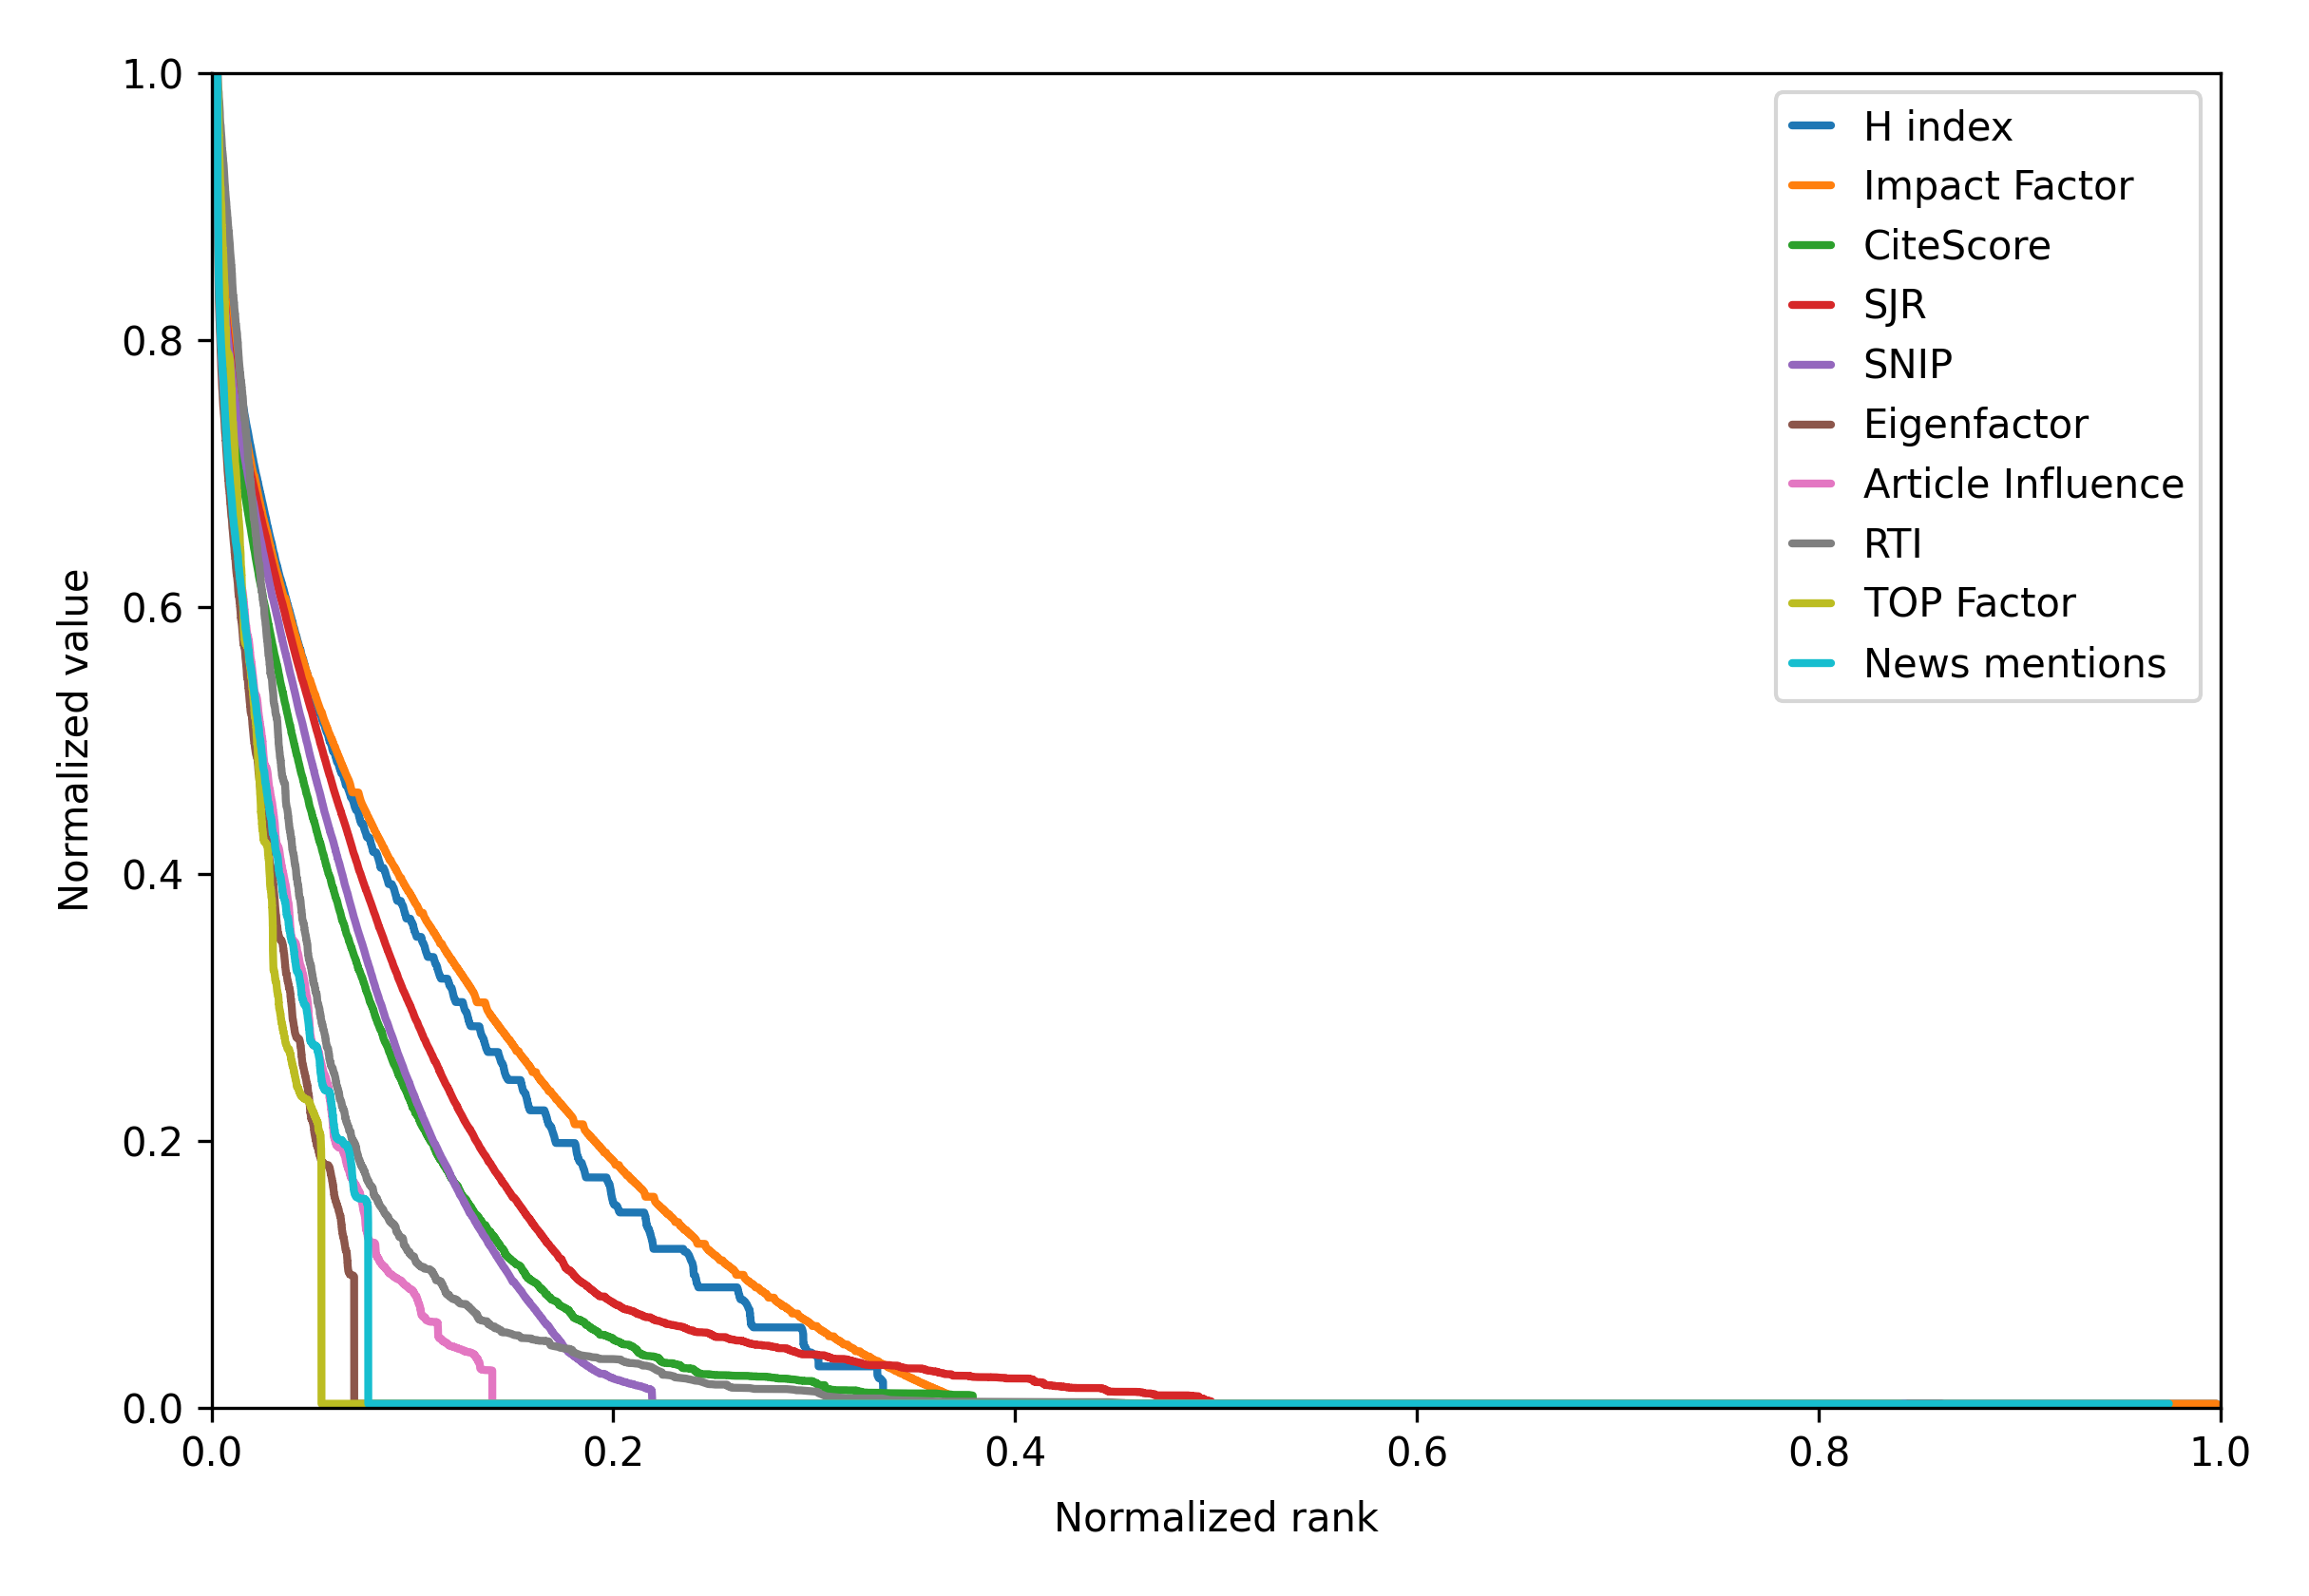 1.0
0.8
0.6
0.4
0.2
0.0
Normalized value
0.0 0.2 0.4 0.6 0.8 1.0
Normalized rank
H index
Impact Factor
CiteScore
SJR
SNIP
Eigenfactor
Article Influence
RTI
TOP Factor
News mentions